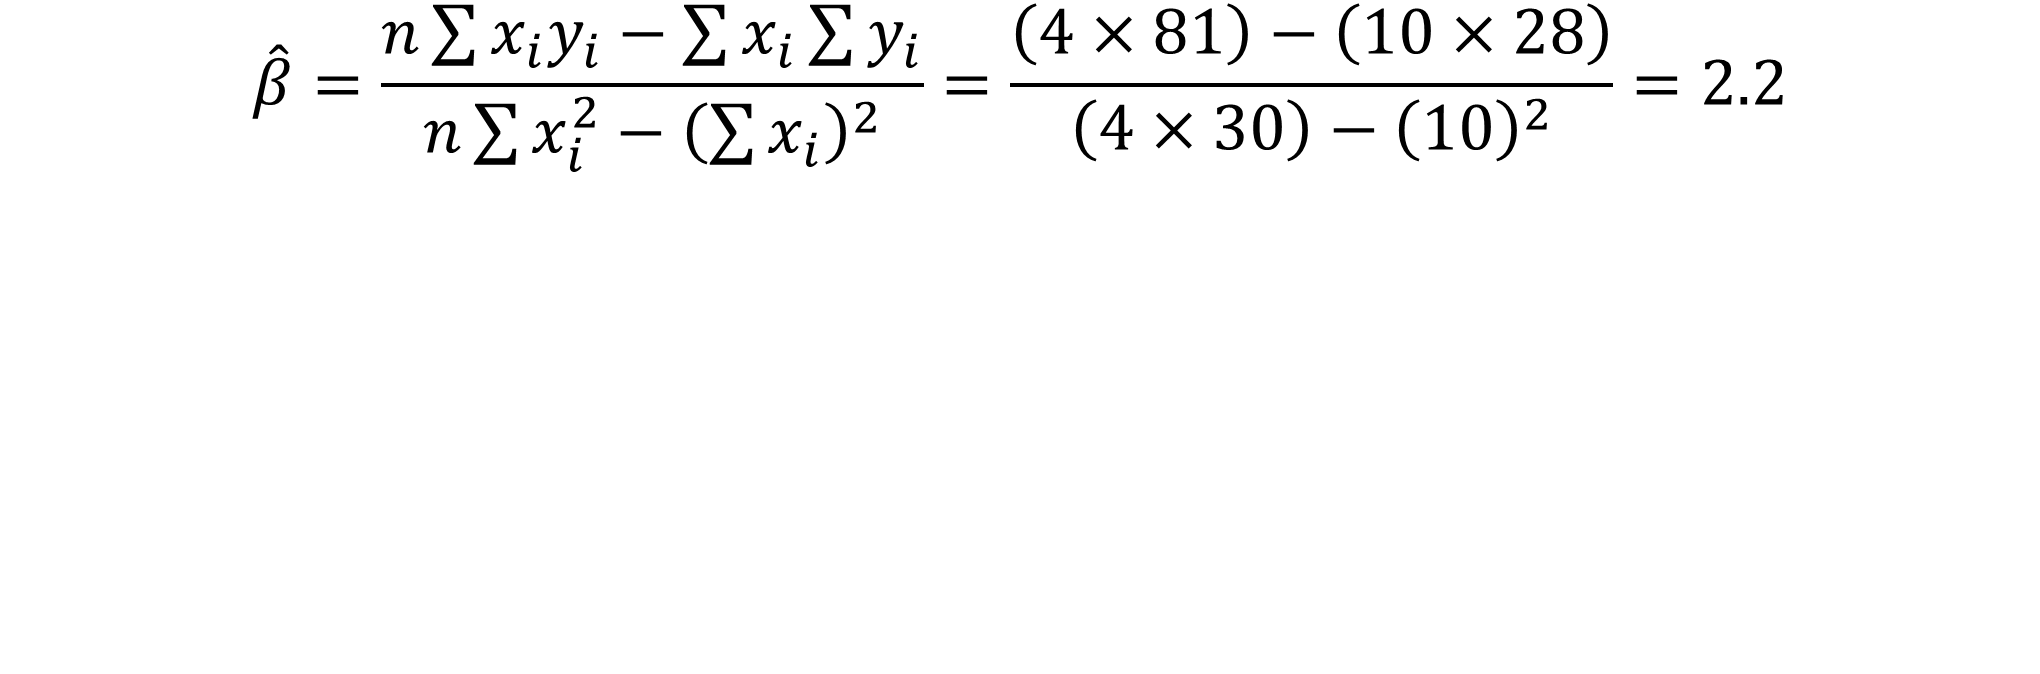 β̂ = (n∑xᵢyᵢ − ∑xᵢ∑yᵢ)/(n∑xᵢ² − (∑xᵢ)²) = ((4 × 81) − (10 × 28))/((4 × 30) − (10)²) = 2.2